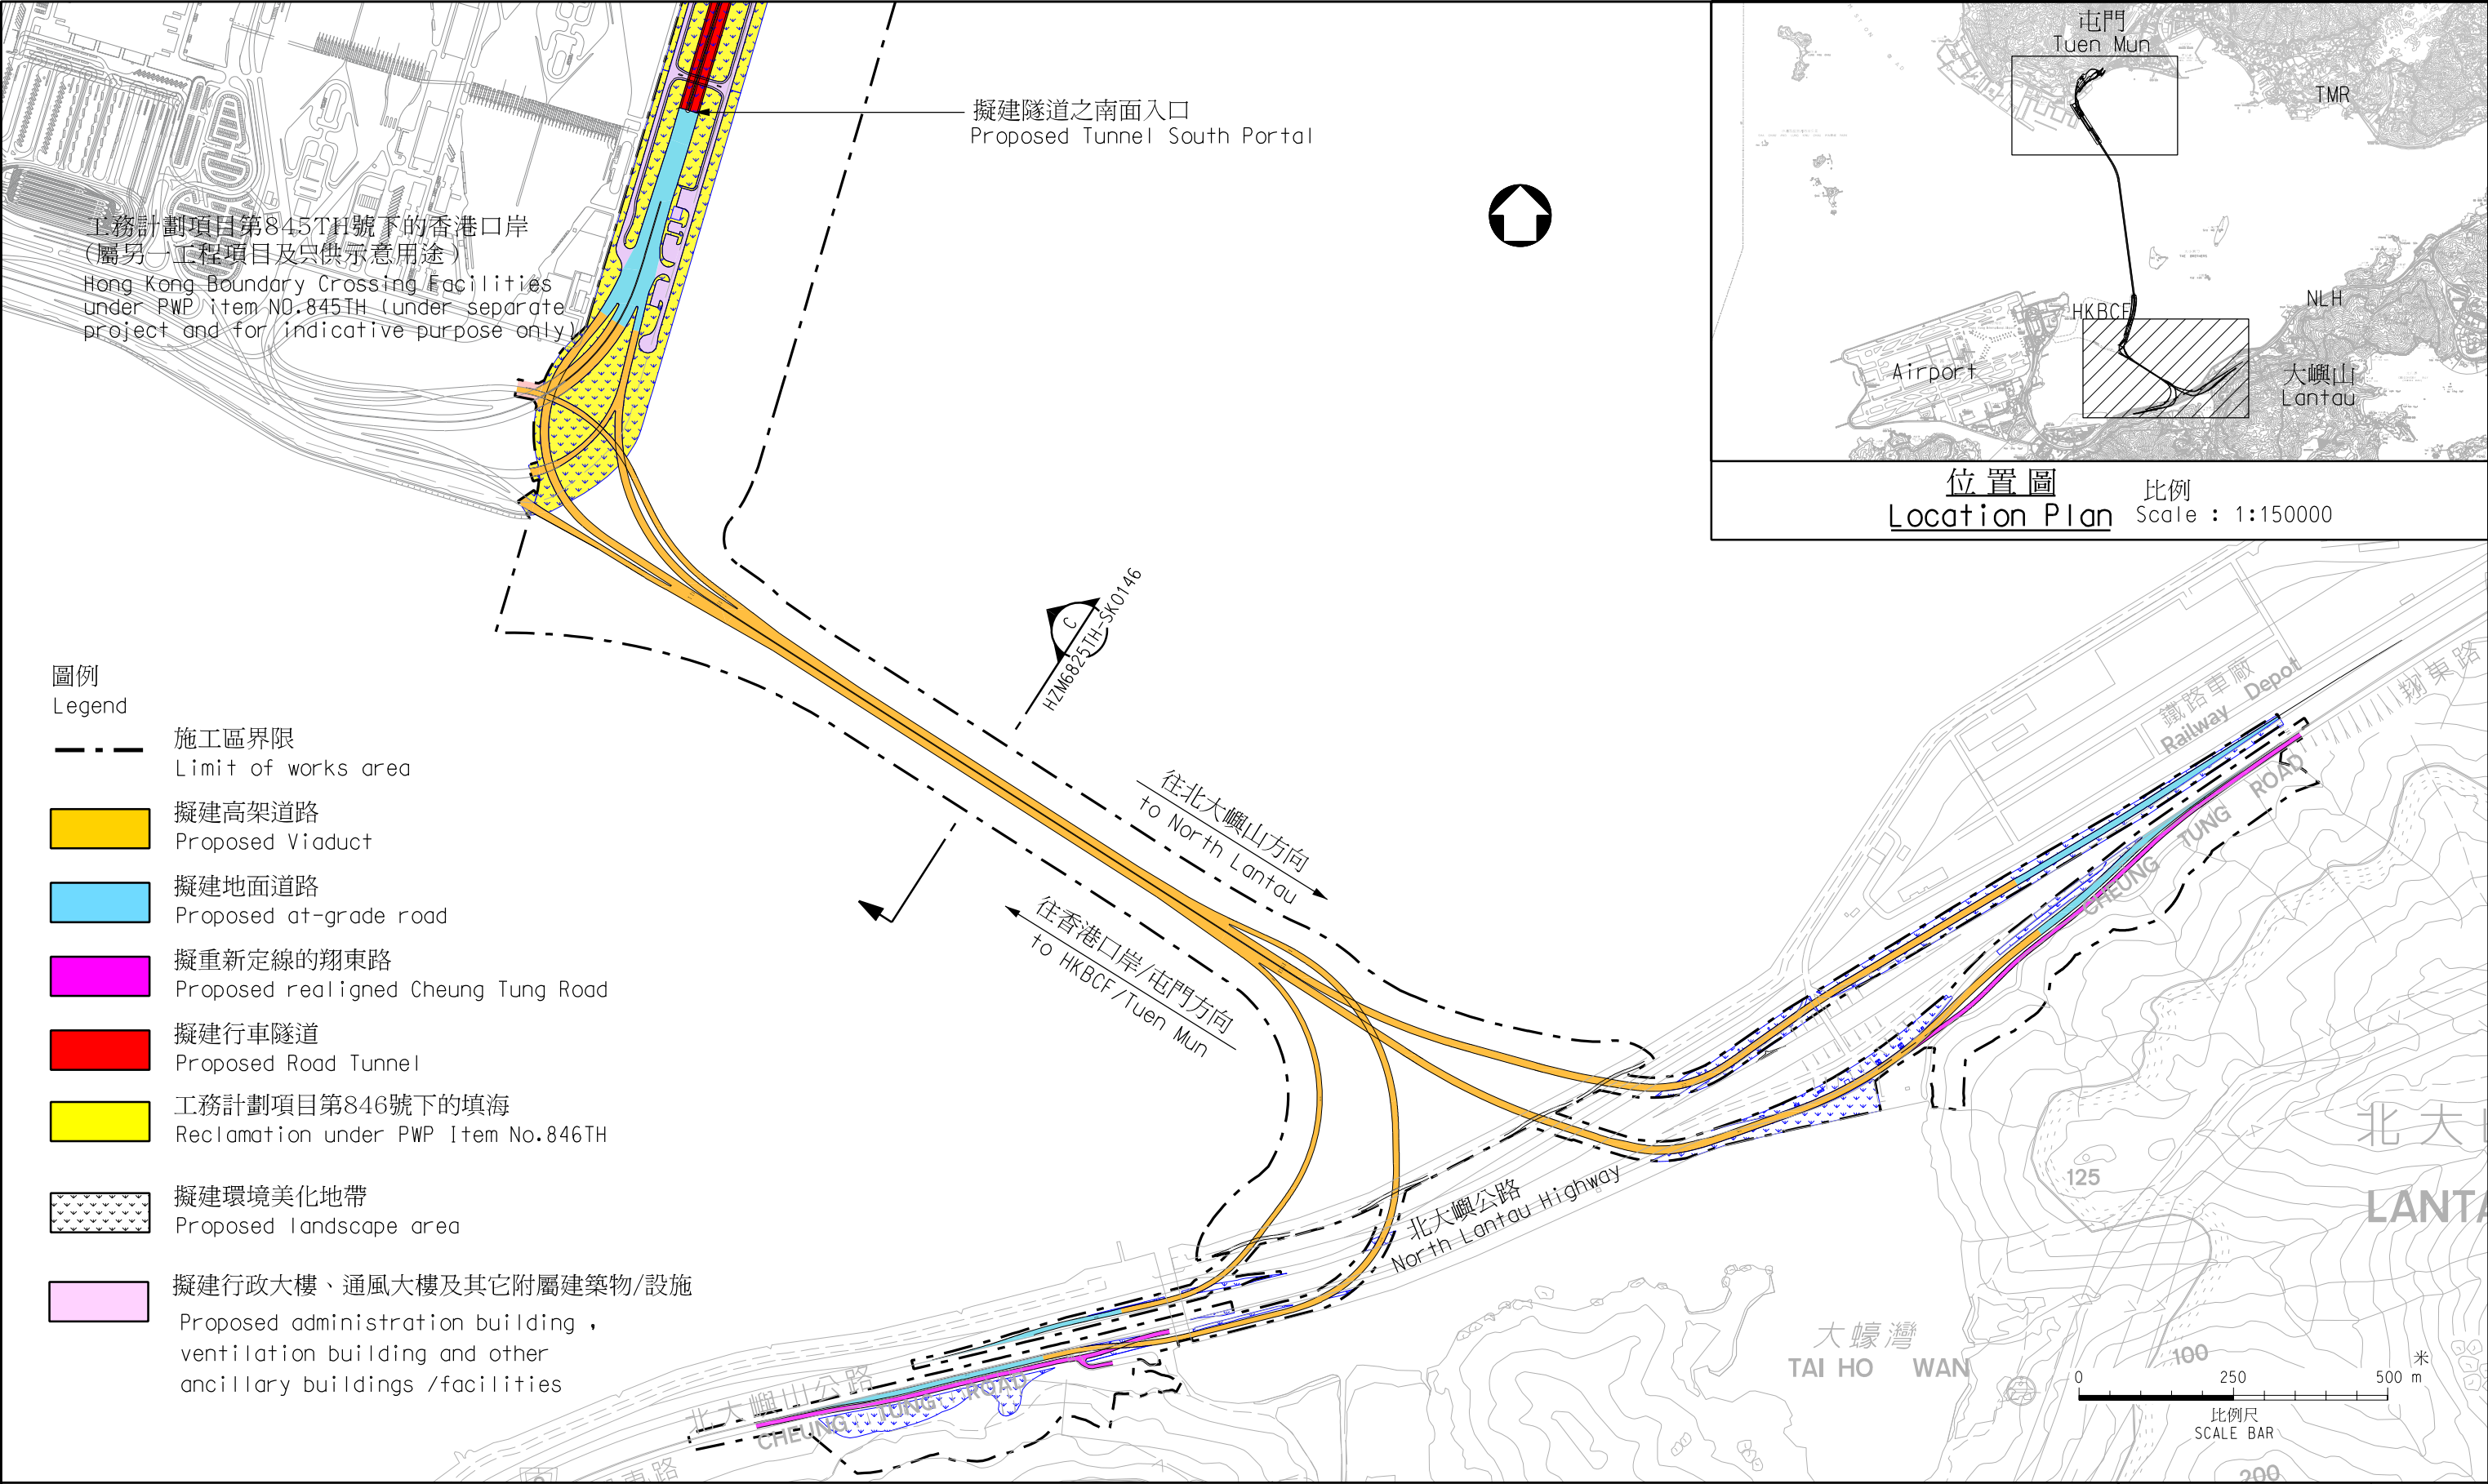 擬建隧道之南面入口
Proposed Tunnel South Portal
工務計劃項目第845TH號下的香港口岸
(屬另一工程項目及只供示意用途)
Hong Kong Boundary Crossing Facilities
under PWP item NO.845TH (under separate
project and for indicative purpose only)
屯門
Tuen Mun
TMR
NLH
HKBCF
Airport
大嶼山
Lantau
位置圖
Location Plan
比例
Scale : 1:150000
C
HZM6825TH-SK0146
往北大嶼山方向
to North Lantau
往香港口岸/屯門方向
to HKBCF/Tuen Mun
圖例
Legend
施工區界限
Limit of works area
擬建高架道路
Proposed Viaduct
擬建地面道路
Proposed at-grade road
擬重新定線的翔東路
Proposed realigned Cheung Tung Road
擬建行車隧道
Proposed Road Tunnel
工務計劃項目第846號下的填海
Reclamation under PWP Item No.846TH
擬建環境美化地帶
Proposed landscape area
擬建行政大樓、通風大樓及其它附屬建築物/設施
Proposed administration building ,
ventilation building and other
ancillary buildings /facilities
鐵路車廠
Railway Depot
翔東路
CHEUNG TUNG ROAD
北大嶼公路
North Lantau Highway
北大嶼山公路
CHEUNG TUNG ROAD
東路
北大
LANTA
125
大蠔灣
TAI HO WAN
100
200
0 250 500
米
m
比例尺
SCALE BAR